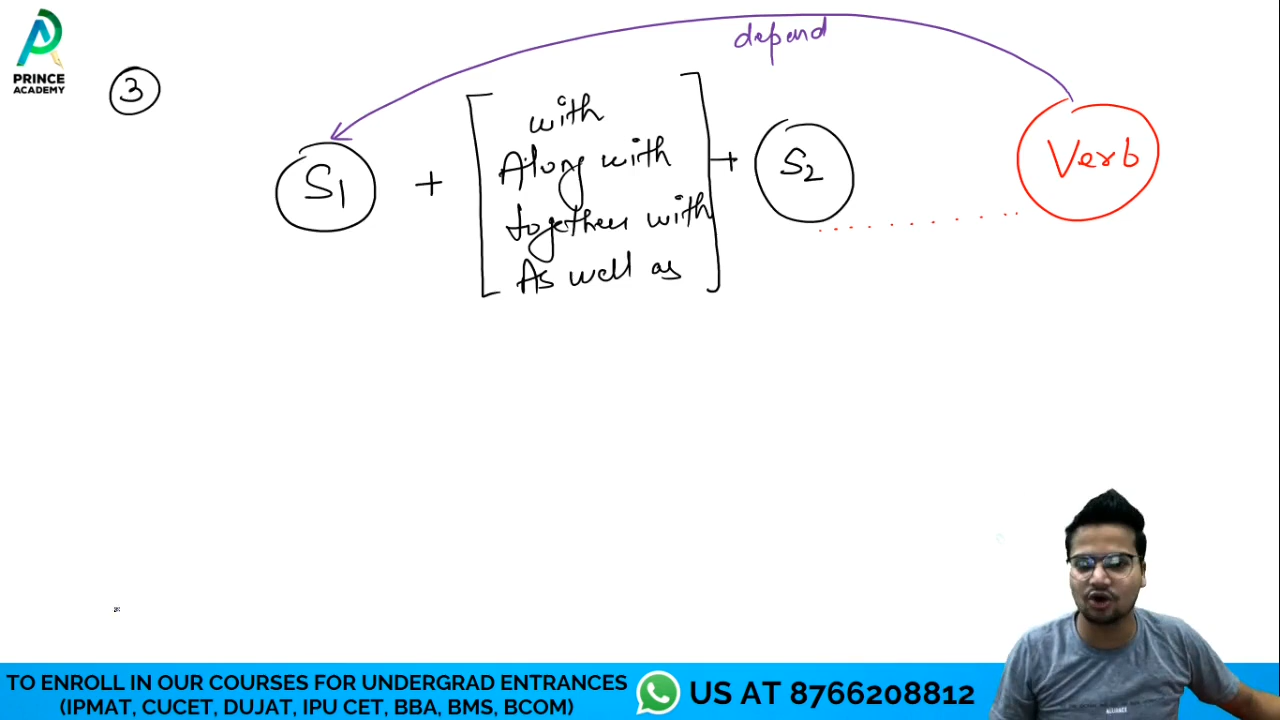 PRINCE
ACADEMY
3
depend
S1 + [ with
Along with
together with
As well as ] + S2
Verb
TO ENROLL IN OUR COURSES FOR UNDERGRAD ENTRANCES
(IPMAT, CUCET, DUJAT, IPU CET, BBA, BMS, BCOM)
US AT 8766208812